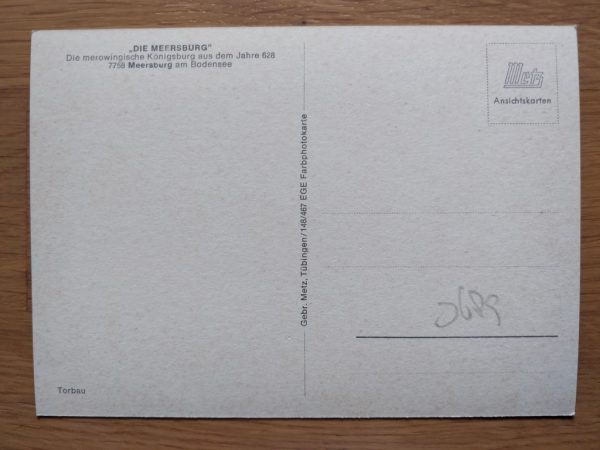 „DIE MEERSBURG"
Die merowingische Königsburg aus dem Jahre 628
7758 Meersburg am Bodensee
Metz
Ansichtskarten
Gebr. Metz, Tübingen/148/467 EGE Farbphotokarte
Torbau